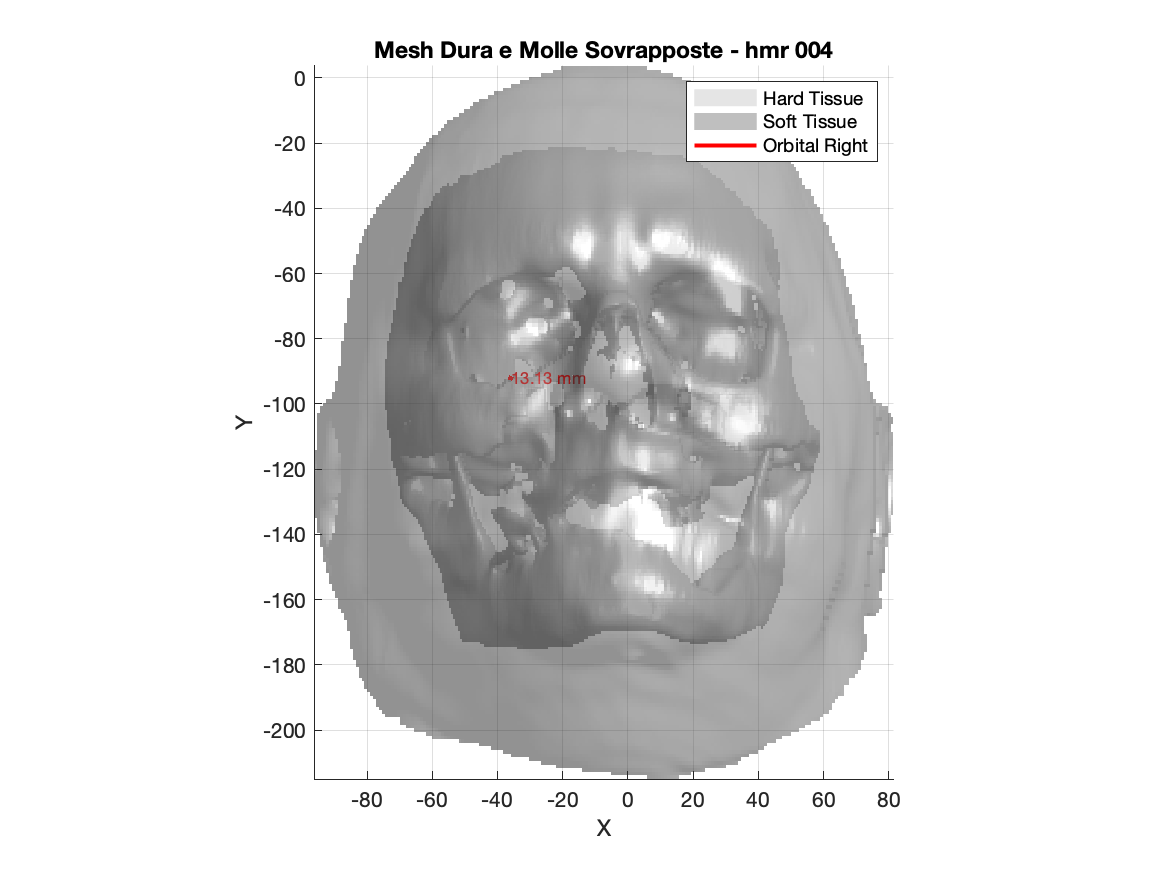 Mesh Dura e Molle Sovrapposte - hmr 004
Hard Tissue
Soft Tissue
Orbital Right
0
-20
-40
-60
-80
-100
-120
-140
-160
-180
-200
Y
13.13 mm
-80 -60 -40 -20 0 20 40 60 80
X